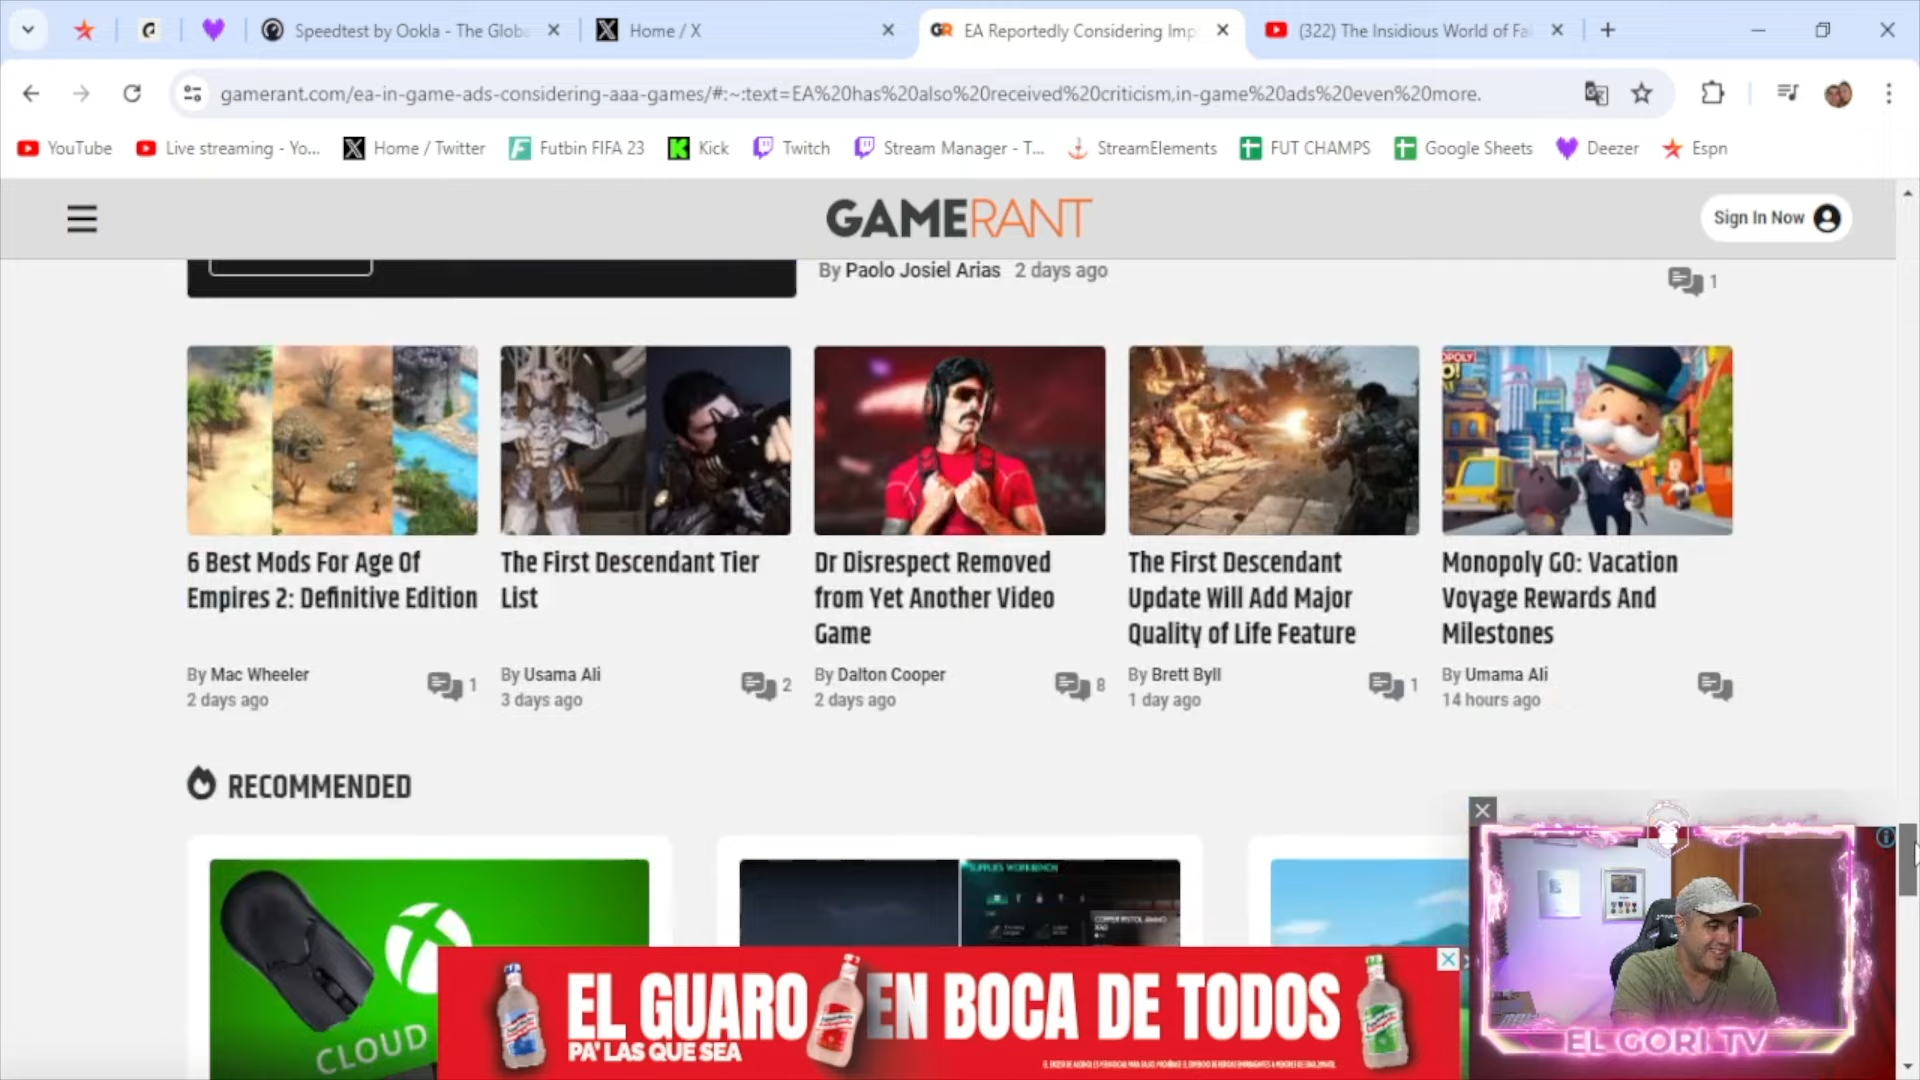 Speedtest by Ookla - The Globa
Home / X
EA Reportedly Considering Imp
(322) The Insidious World of Fa
gamerant.com/ea-in-game-ads-considering-aaa-games/#:~:text=EA%20has%20also%20received%20criticism,in-game%20ads%20even%20more.
YouTube
Live streaming - Yo...
Home / Twitter
Futbin FIFA 23
Kick
Twitch
Stream Manager - T...
StreamElements
FUT CHAMPS
Google Sheets
Deezer
Espn
GAMERANT
Sign In Now
By Paolo Josiel Arias 2 days ago
1
6 Best Mods For Age Of
Empires 2: Definitive Edition
By Mac Wheeler
2 days ago
1
The First Descendant Tier
List
By Usama Ali
3 days ago
2
Dr Disrespect Removed
from Yet Another Video
Game
By Dalton Cooper
2 days ago
8
The First Descendant
Update Will Add Major
Quality of Life Feature
By Brett Byll
1 day ago
1
Monopoly GO: Vacation
Voyage Rewards And
Milestones
By Umama Ali
14 hours ago
RECOMMENDED
CLOUD
SUPPLIES WORKBENCH
EL GUARO EN BOCA DE TODOS
PA' LAS QUE SEA
EL GORI TV